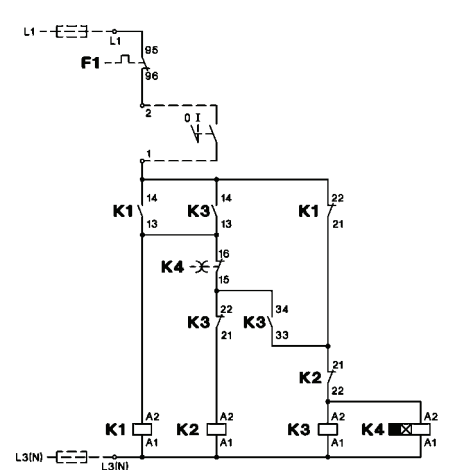 L1
L1
95
F1
96
2
0 I
1
14 14 22
K1 K3 K1
13 13 21
16
K4
15
22 34
K3 K3
21 33
21
K2
22
A2 A2 A2 A2
K1 K2 K3 K4
A1 A1 A1 A1
L3(N)
L3(N)